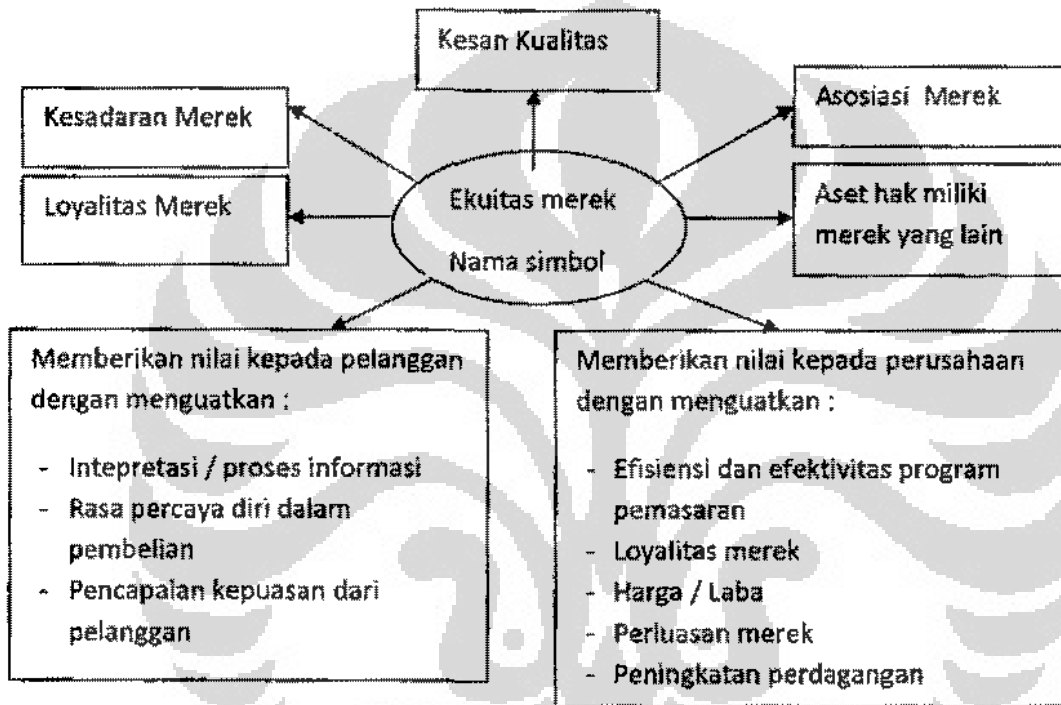 Kesan Kualitas
Kesadaran Merek
Asosiasi Merek
Loyalitas Merek
Ekuitas merek
Nama simbol
Aset hak miliki
merek yang lain
Memberikan nilai kepada pelanggan
dengan menguatkan :
- Intepretasi / proses informasi
- Rasa percaya diri dalam
pembelian
- Pencapaian kepuasan dari
pelanggan
Memberikan nilai kepada perusahaan
dengan menguatkan :
- Efisiensi dan efektivitas program
pemasaran
- Loyalitas merek
- Harga / Laba
- Perluasan merek
- Peningkatan perdagangan